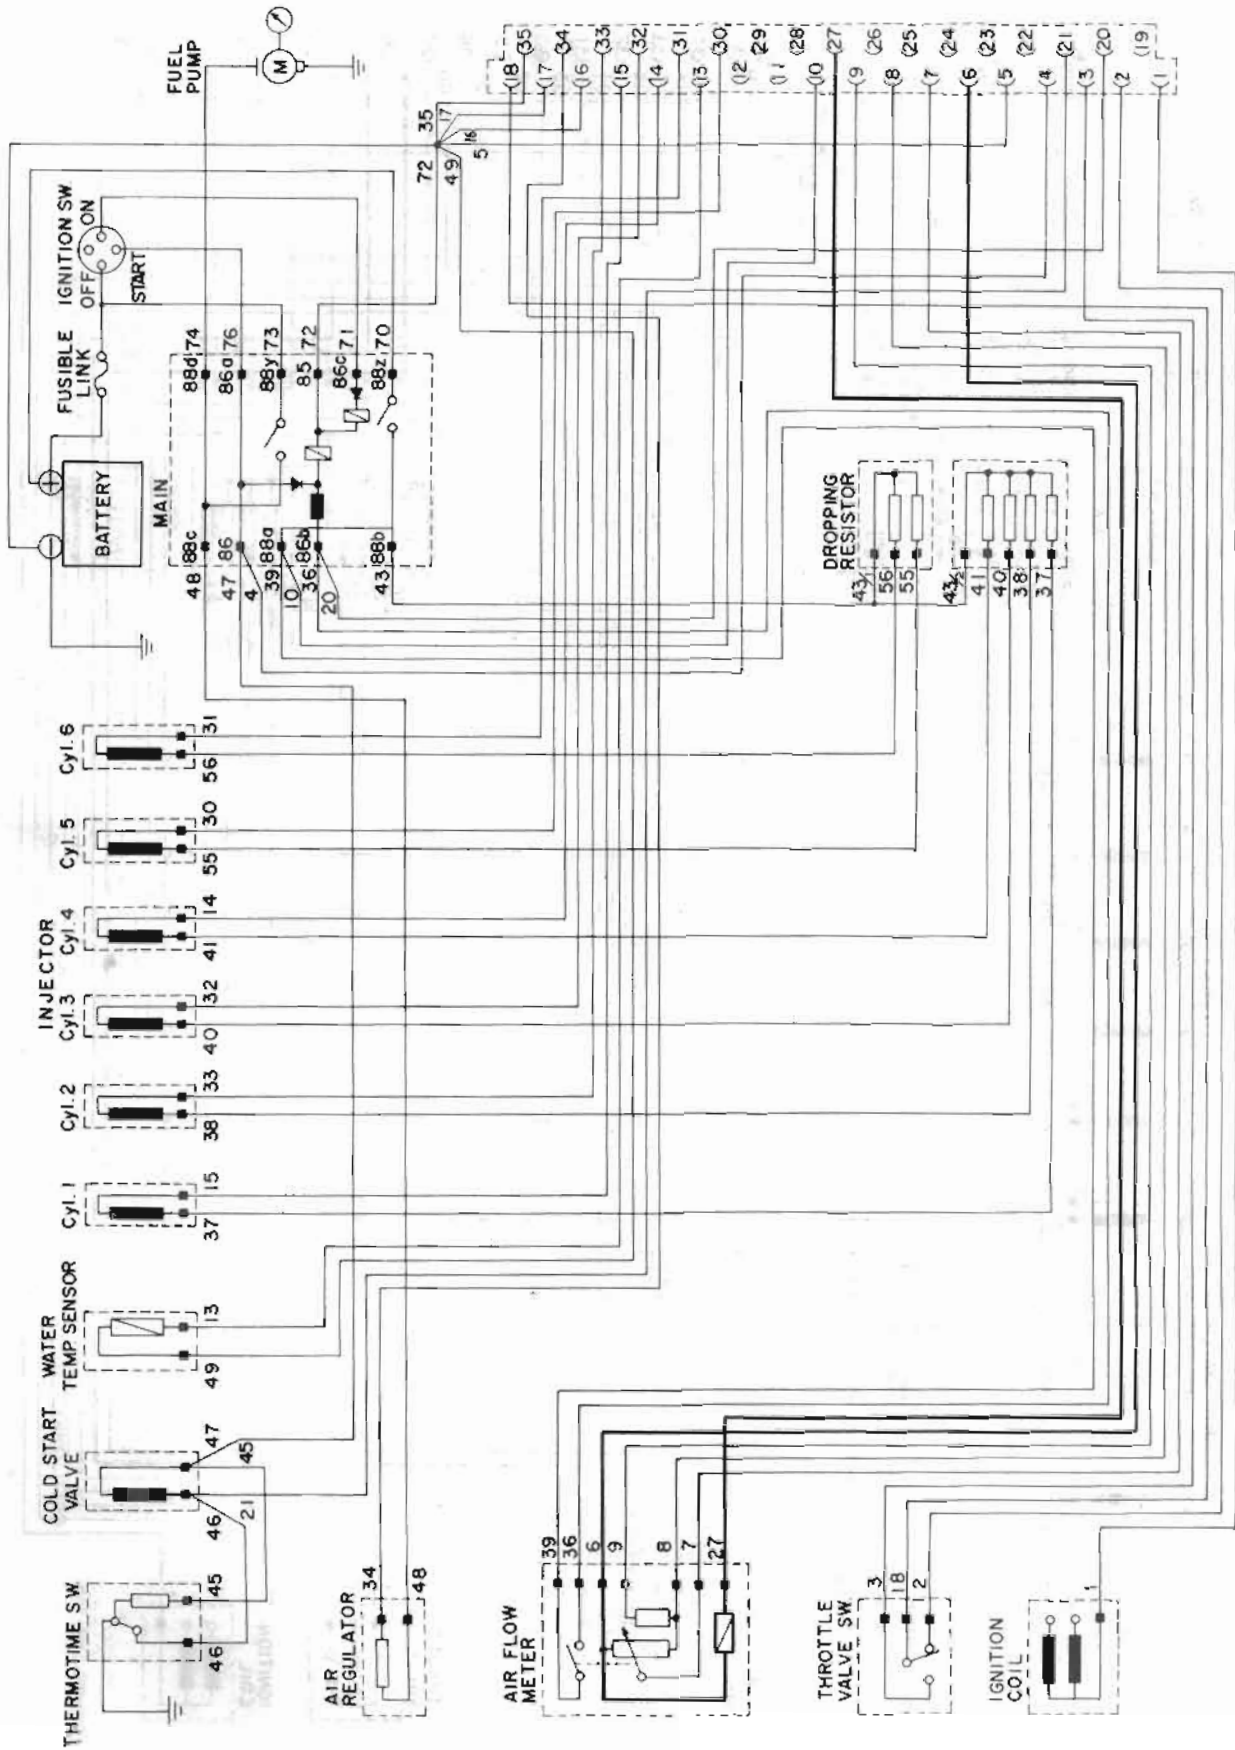 FUEL
PUMP
M
IGNITION SW.
OFF
ON
START
FUSIBLE
LINK
BATTERY
MAIN
88d 74
86a 76
88y 73
85 72
86c 71
88z 70
48 88c
47 86
4
39 88a
10
36 86b
20
43 88b
35
17
16
5
72
49
(18
(17
(16
(15
(14
(13
(12
(11
(10
(9
(8
(7
(6
(5
(4
(3
(2
(1
(35
(34
(33
(32
(31
(30
(29
(28
(27
(26
(25
(24
(23
(22
(21
(20
(19
DROPPING
RESISTOR
43/1
56
55
43/2
41
40
38
37
INJECTOR
Cyl. 6
56
31
Cyl. 5
55
30
Cyl. 4
41
14
Cyl. 3
40
32
Cyl. 2
38
33
Cyl. 1
37
15
WATER
TEMP SENSOR
49
13
COLD START
VALVE
46
21
47
45
THERMOTIME SW.
46
45
AIR
REGULATOR
34
48
AIR FLOW
METER
39
36
6
9
8
7
27
THROTTLE
VALVE SW.
3
18
2
IGNITION
COIL
1